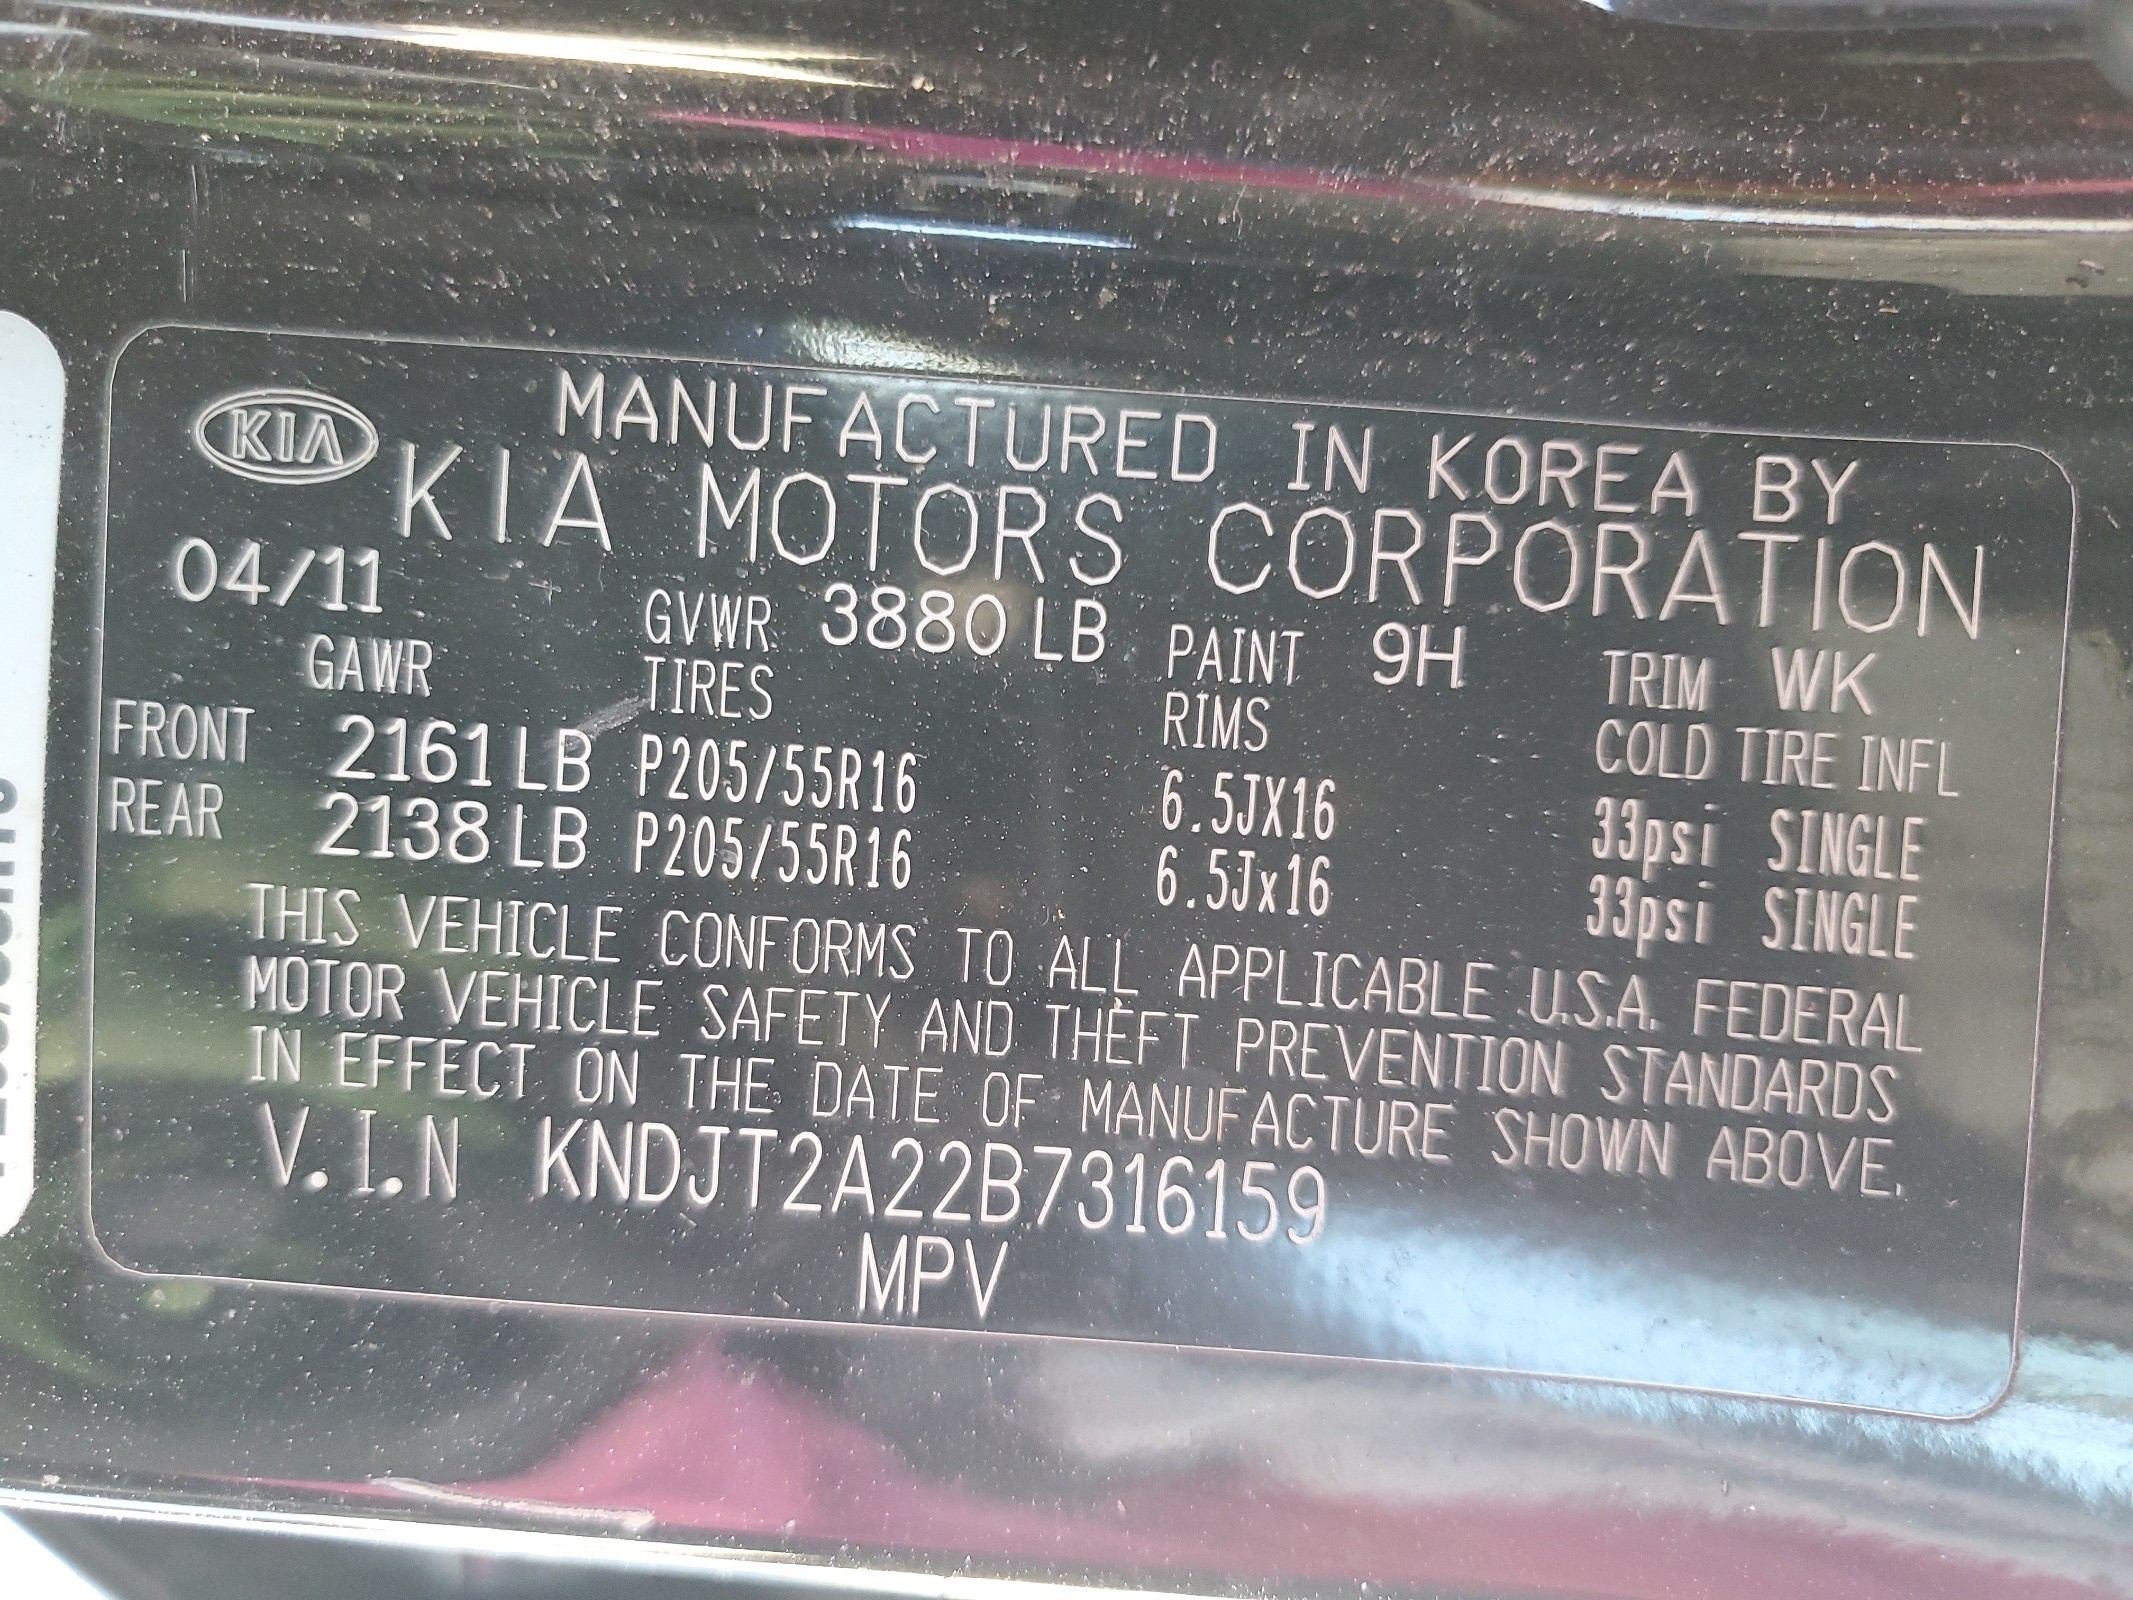 KIA
MANUFACTURED IN KOREA BY
KIA MOTORS CORPORATION
04/11 GVWR 3880 LB PAINT 9H TRIM WK
GAWR TIRES RIMS COLD TIRE INFL
FRONT 2161 LB P205/55R16 6.5JX16 33psi SINGLE
REAR 2138 LB P205/55R16 6.5Jx16 33psi SINGLE
THIS VEHICLE CONFORMS TO ALL APPLICABLE U.S.A. FEDERAL
MOTOR VEHICLE SAFETY AND THEFT PREVENTION STANDARDS
IN EFFECT ON THE DATE OF MANUFACTURE SHOWN ABOVE.
V.I.N KNDJT2A22B7316159
MPV